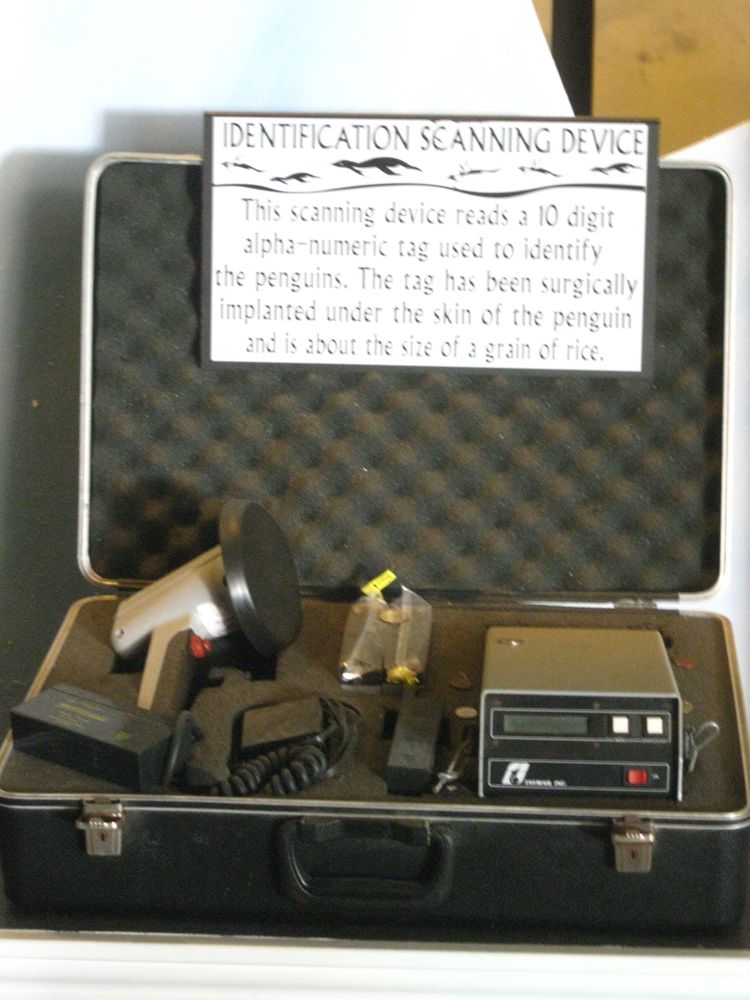 IDENTIFICATION SCANNING DEVICE
This scanning device reads a 10 digit
alpha-numeric tag used to identify
the penguins. The tag has been surgically
implanted under the skin of the penguin
and is about the size of a grain of rice.